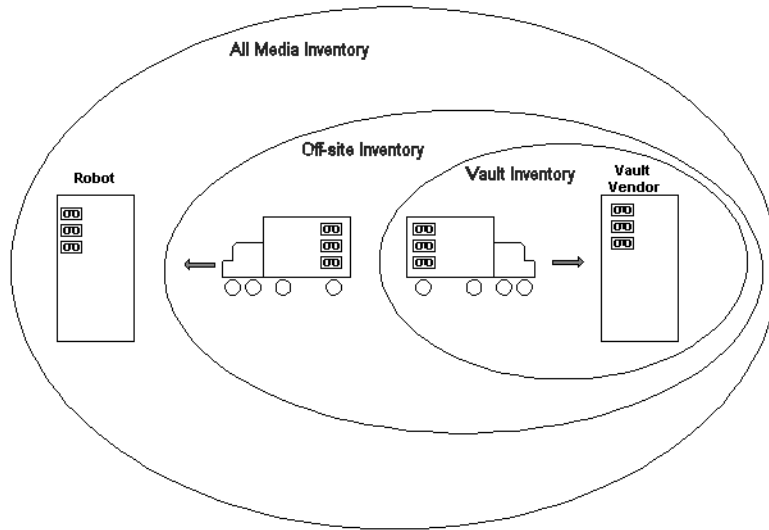 All Media Inventory
Off-site Inventory
Vault Inventory
Robot
Vault
Vendor